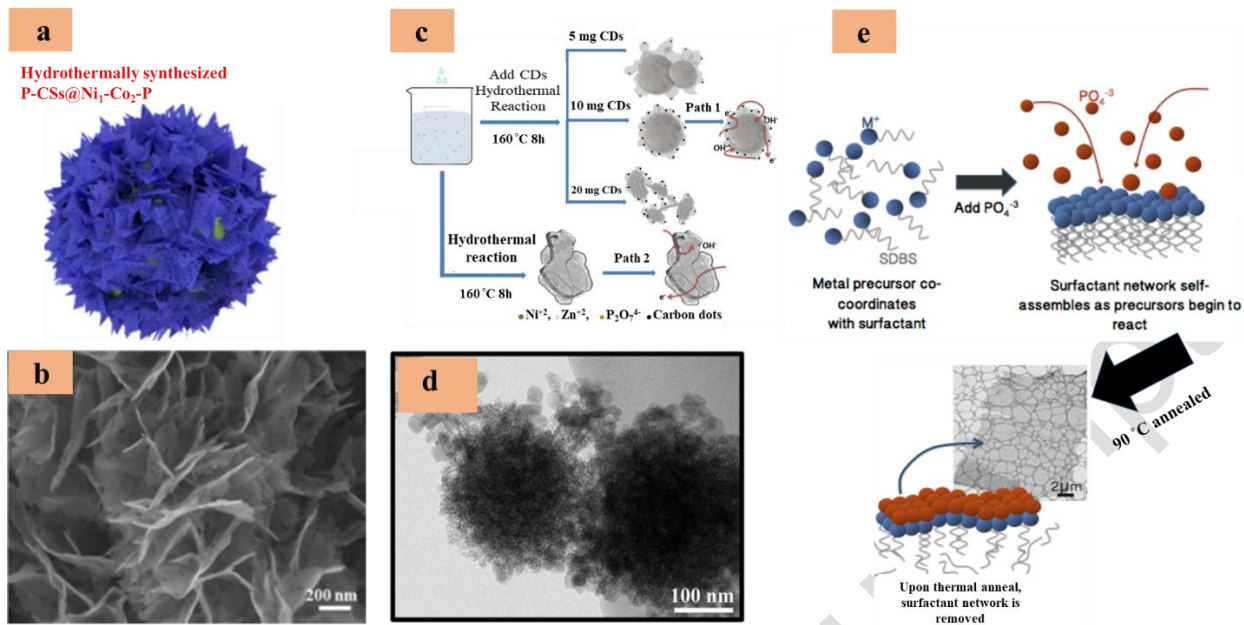 a
Hydrothermally synthesized
P-CSs@Ni₁-Co₂-P
b
200 nm
c
5 mg CDs
Add CDs
Hydrothermal
Reaction
160°C 8h
10 mg CDs
Path 1
e⁻
OH⁻
OH⁻
e⁻
20 mg CDs
Hydrothermal
reaction
160°C 8h
Path 2
OH⁻
e⁻
Ni⁺², Zn⁺², P₂O₇⁴⁻ Carbon dots
d
100 nm
e
M⁺
SDBS
Metal precursor co-
coordinates
with surfactant
Add PO₄⁻³
PO₄⁻³
Surfactant network self-
assembles as precursors begin to
react
90°C annealed
2µm
Upon thermal anneal,
surfactant network is
removed